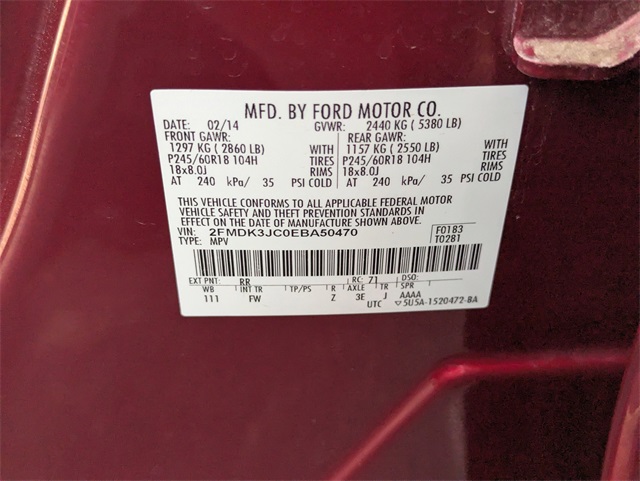 MFD. BY FORD MOTOR CO.
DATE: 02/14 GVWR: 2440 KG ( 5380 LB)
FRONT GAWR: REAR GAWR:
1297 KG ( 2860 LB) WITH 1157 KG ( 2550 LB) WITH
P245/60R18 104H TIRES P245/60R18 104H TIRES
18x8.0J RIMS 18x8.0J RIMS
AT 240 kPa/ 35 PSI COLD AT 240 kPa/ 35 PSI COLD
THIS VEHICLE CONFORMS TO ALL APPLICABLE FEDERAL MOTOR
VEHICLE SAFETY AND THEFT PREVENTION STANDARDS IN
EFFECT ON THE DATE OF MANUFACTURE SHOWN ABOVE.
VIN: 2FMDK3JC0EBA50470 F0183
TYPE: MPV T0281
EXT PNT: RR RC: 71 DSO:
WB INT TR TP/PS R AXLE TR SPR
111 FW Z 3E J AAAA
UTC ▽5U5A-1520472-BA